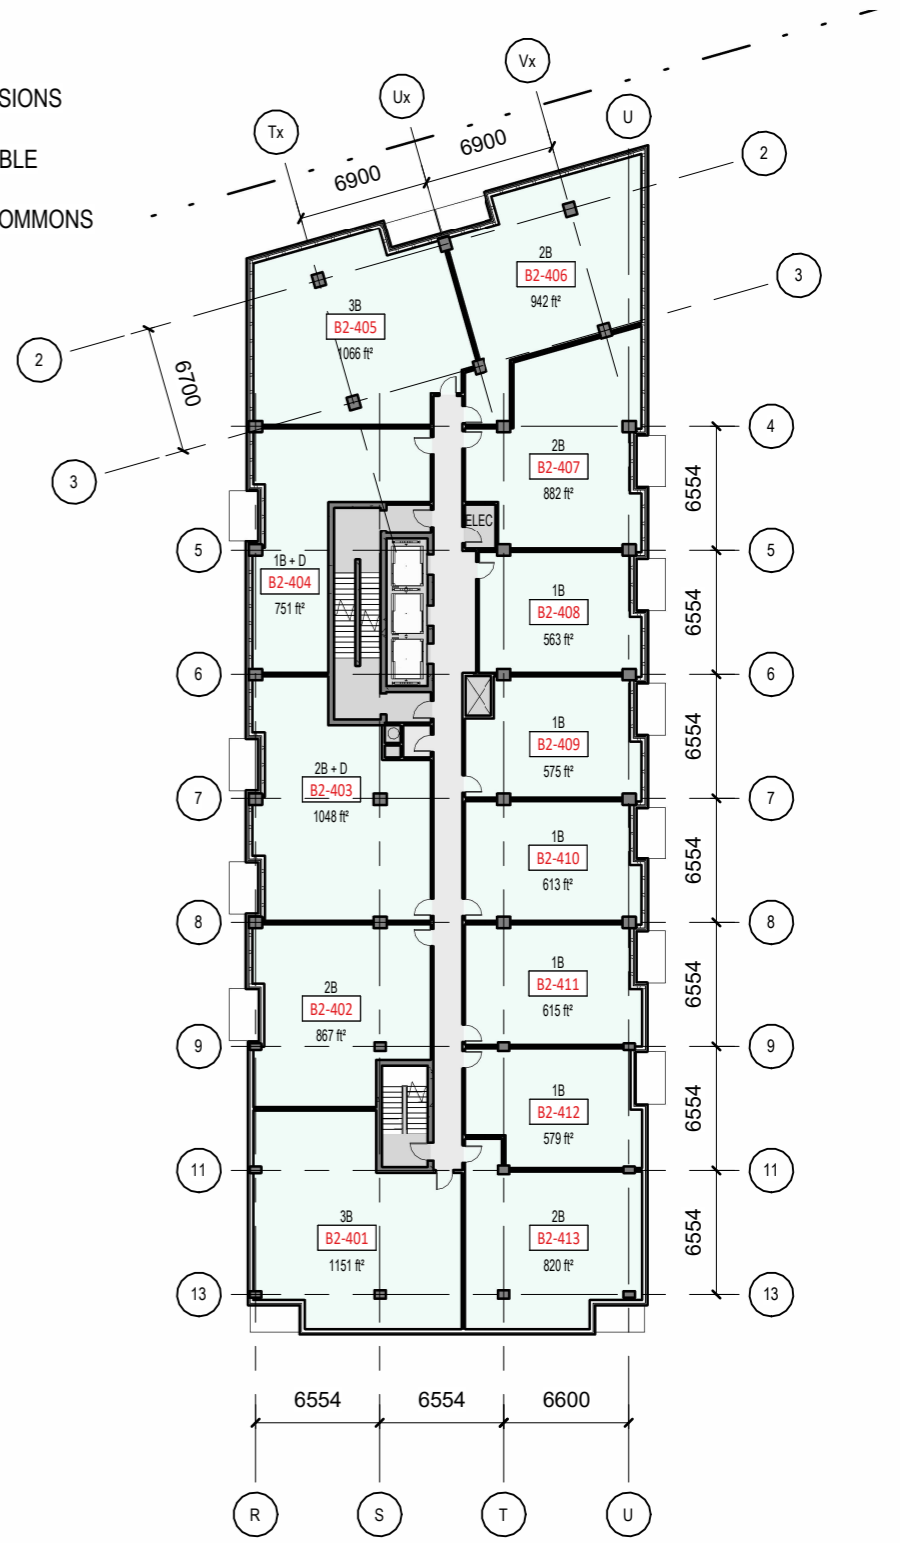 SIONS
BLE
OMMONS
Vx
Ux
U
Tx
6900
6900
2
3
2B
B2-406
942 ft²
3B
B2-405
1066 ft²
2
6700
3
4
2B
B2-407
882 ft²
6554
ELEC
5
5
1B + D
B2-404
751 ft²
1B
B2-408
563 ft²
6554
6
6
1B
B2-409
575 ft²
6554
2B + D
B2-403
1048 ft²
7
7
1B
B2-410
613 ft²
6554
8
8
1B
B2-411
615 ft²
6554
2B
B2-402
867 ft²
9
9
1B
B2-412
579 ft²
6554
11
11
3B
B2-401
1151 ft²
2B
B2-413
820 ft²
6554
13
13
6554
6554
6600
R
S
T
U